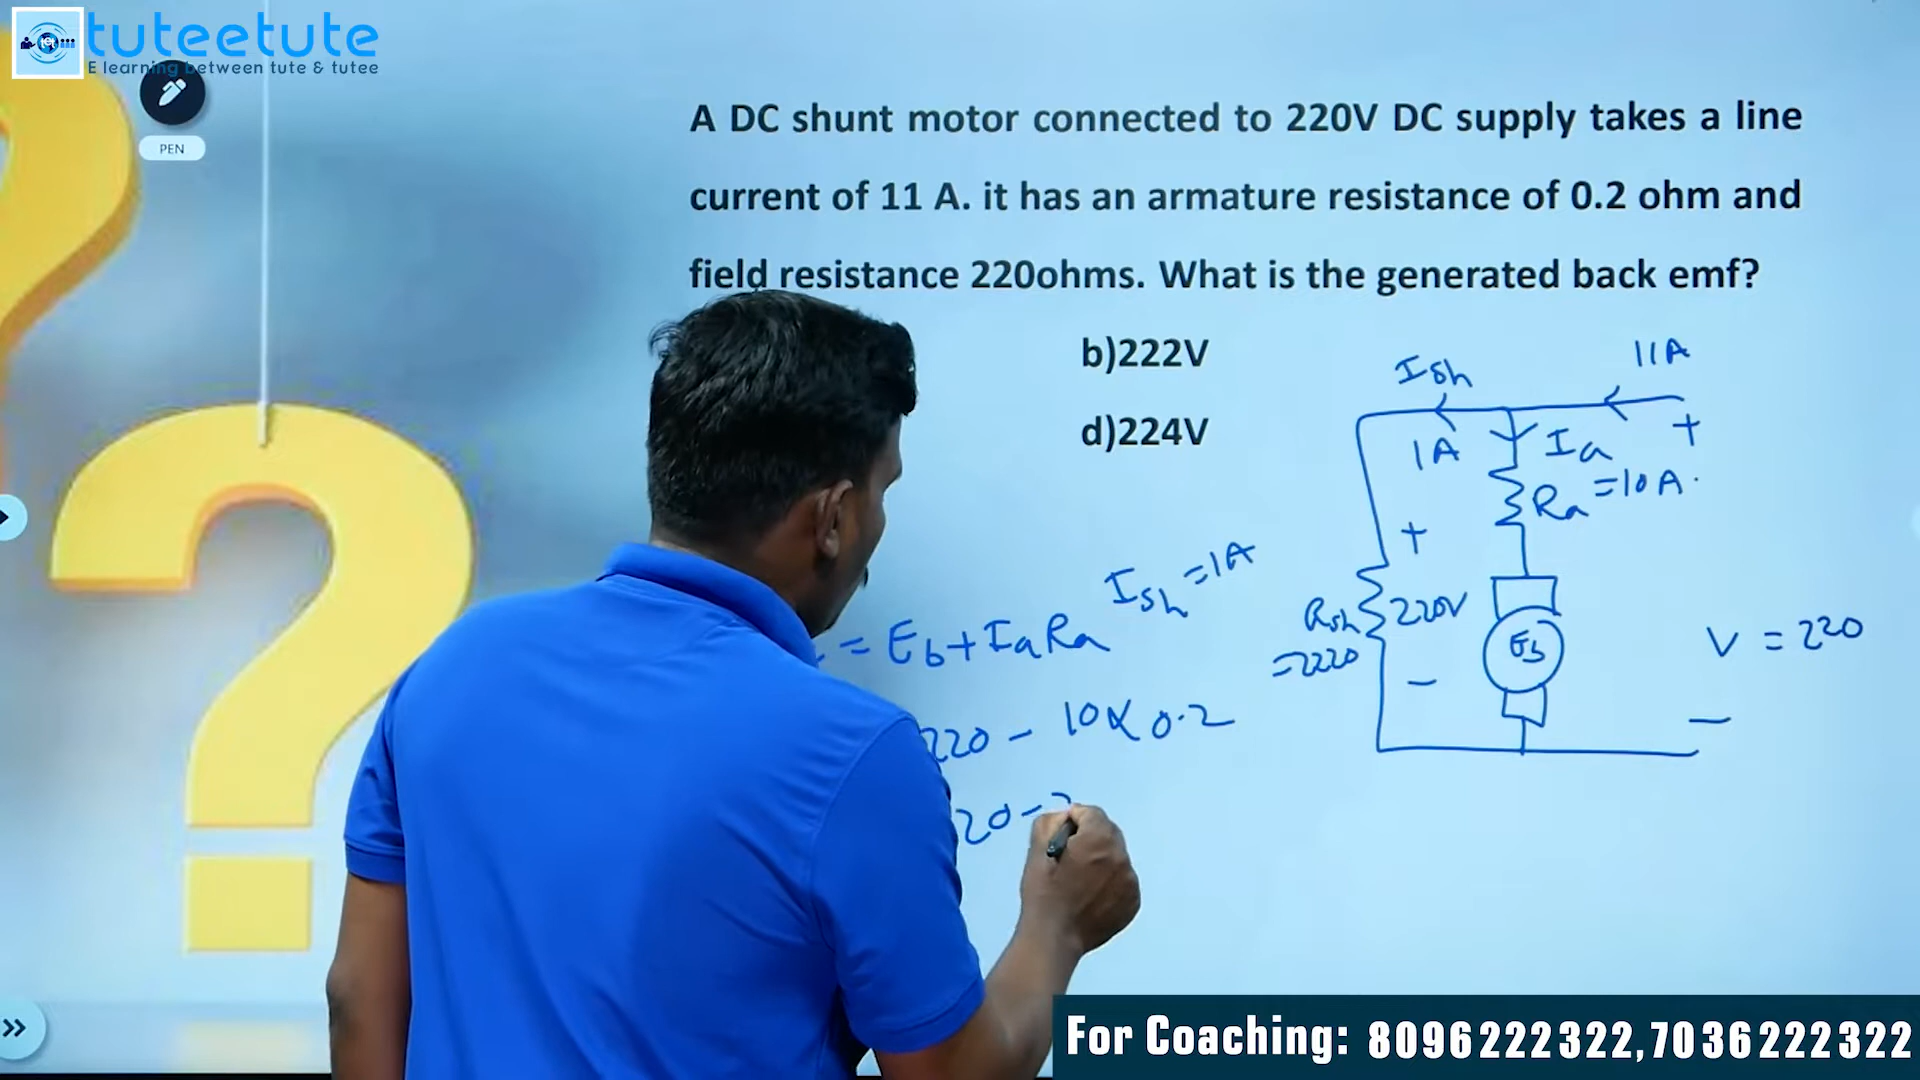 tuteetute
E learning between tute & tutee
PEN
A DC shunt motor connected to 220V DC supply takes a line
current of 11 A. it has an armature resistance of 0.2 ohm and
field resistance 220ohms. What is the generated back emf?
b)222V
d)224V
Ish
11A
+
1A
Ia
Ra =10A.
+
Ish =1A
= Eb+IaRa
Rsh
220V
=2220
Eb
V = 220
-
-
220 - 10x0.2
20-
For Coaching: 8096222322,7036222322